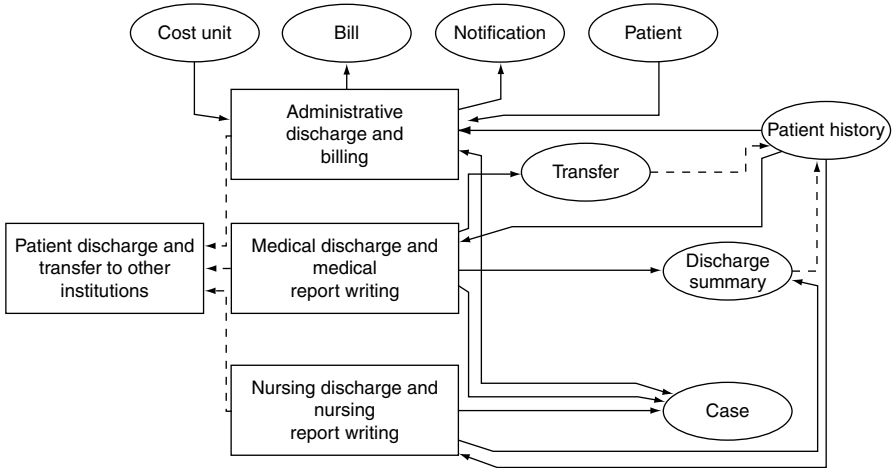 Cost unit
Bill
Notification
Patient
Administrative
discharge and
billing
Patient history
Transfer
Patient discharge and
transfer to other
institutions
Medical discharge and
medical
report writing
Discharge
summary
Nursing discharge and
nursing
report writing
Case